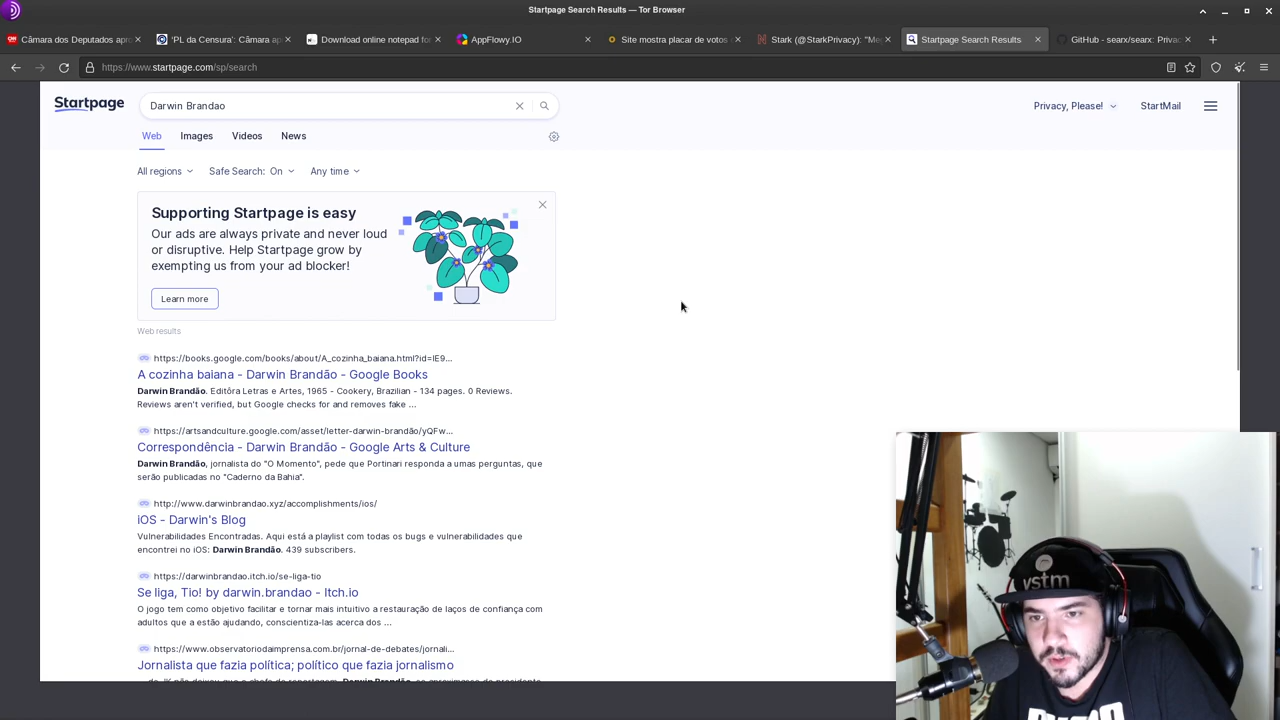 Startpage Search Results — Tor Browser
Câmara dos Deputados apro
'PL da Censura': Câmara ap
Download online notepad for
AppFlowy.IO
Site mostra placar de votos
Stark (@StarkPrivacy): "Me
Startpage Search Results
GitHub - searx/searx: Privac
https://www.startpage.com/sp/search
Startpage
Darwin Brandao
Privacy, Please!
StartMail
Web
Images
Videos
News
All regions
Safe Search: On
Any time
Supporting Startpage is easy
Our ads are always private and never loud
or disruptive. Help Startpage grow by
exempting us from your ad blocker!
Learn more
Web results
https://books.google.com/books/about/A_cozinha_baiana.html?id=IE9...
A cozinha baiana - Darwin Brandão - Google Books
Darwin Brandão. Editôra Letras e Artes, 1965 - Cookery, Brazilian - 134 pages. 0 Reviews.
Reviews aren't verified, but Google checks for and removes fake ...
https://artsandculture.google.com/asset/letter-darwin-brandão/yQFw...
Correspondência - Darwin Brandão - Google Arts & Culture
Darwin Brandão, jornalista do "O Momento", pede que Portinari responda a umas perguntas, que
serão publicadas no "Caderno da Bahia".
http://www.darwinbrandao.xyz/accomplishments/ios/
iOS - Darwin's Blog
Vulnerabilidades Encontradas. Aqui está a playlist com todas os bugs e vulnerabilidades que
encontrei no iOS: Darwin Brandão. 439 subscribers.
https://darwinbrandao.itch.io/se-liga-tio
Se liga, Tio! by darwin.brandao - Itch.io
O jogo tem como objetivo facilitar e tornar mais intuitivo a restauração de laços de confiança com
adultos que a estão ajudando, conscientiza-las acerca dos ...
https://www.observatoriodaimprensa.com.br/jornal-de-debates/jornali...
Jornalista que fazia política; político que fazia jornalismo